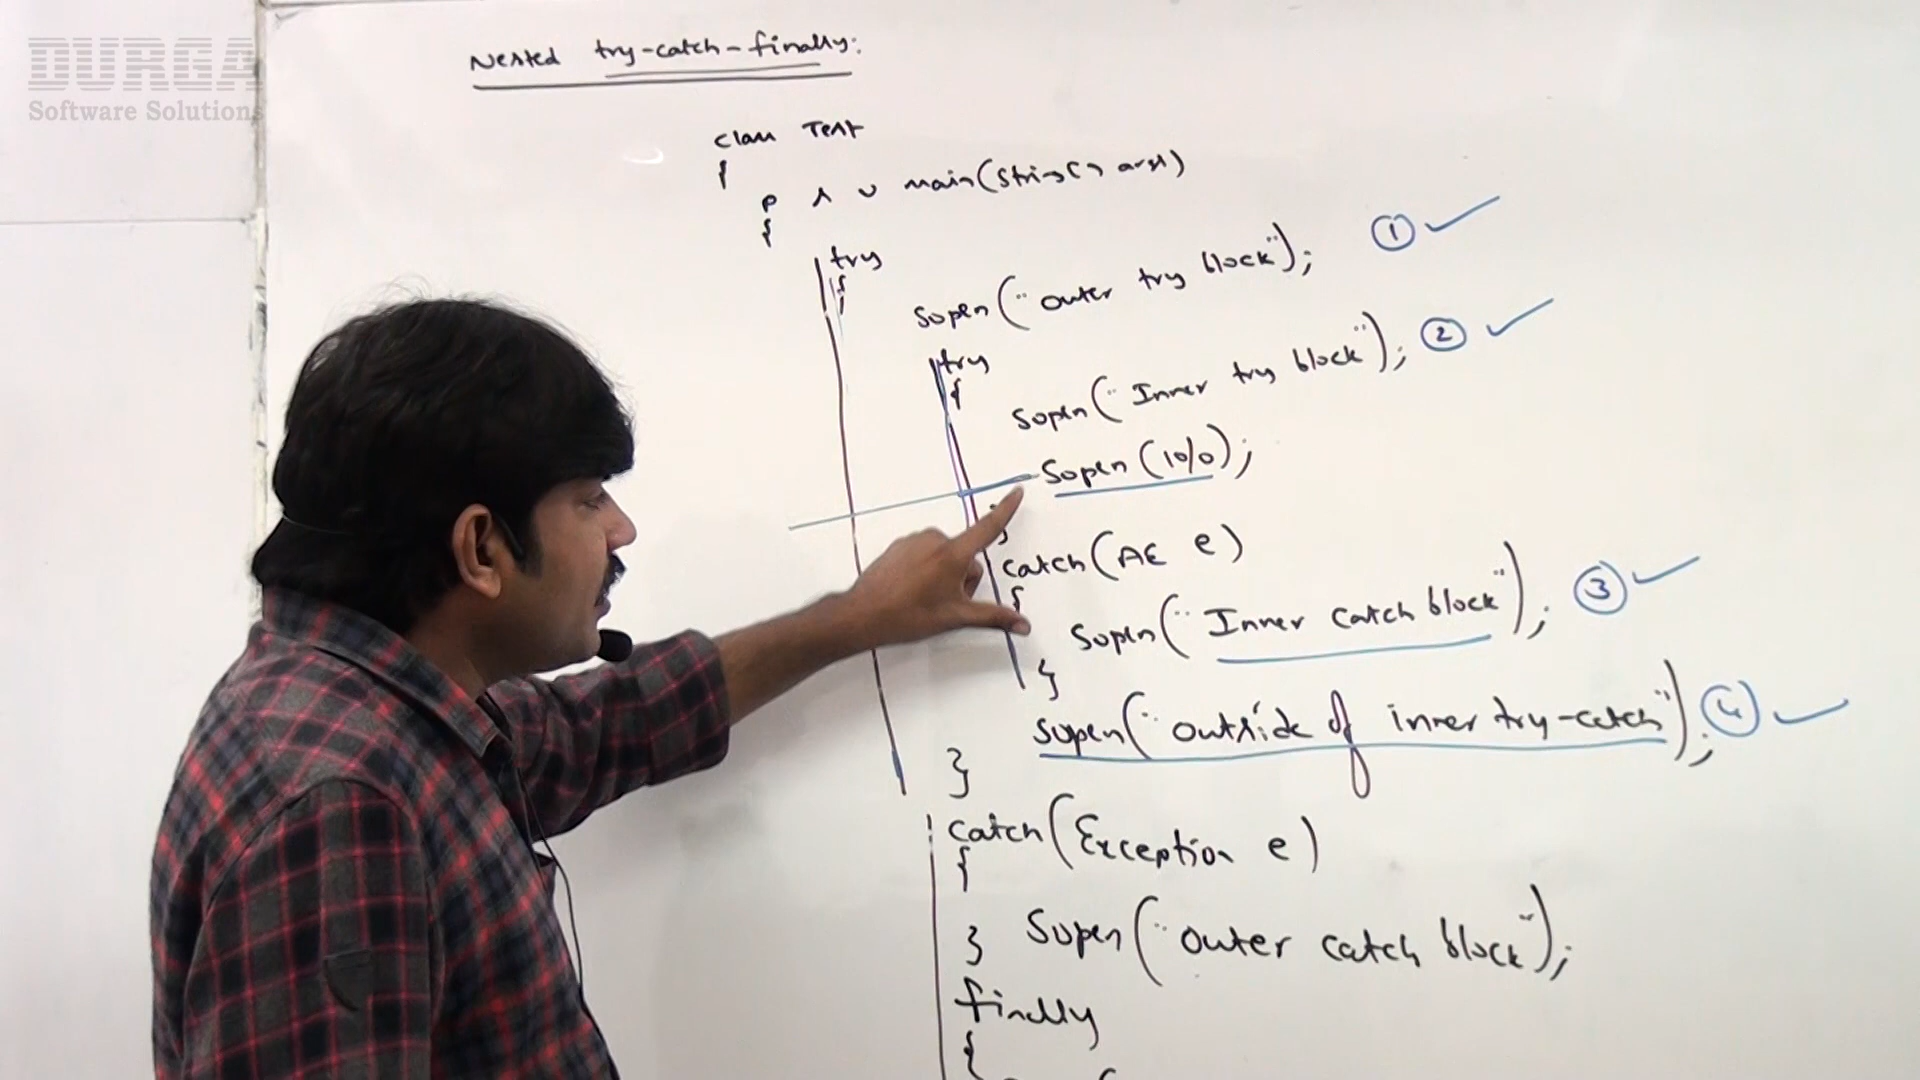 DURGA
Software Solutions
Nested try-catch-finally:
class Test
{
p s v main(String[] args)
{
try
{
Sopln("outer try block"); 1
try
{
Sopln("Inner try block"); 2
Sopln(10/0);
}
catch(AE e)
{
Sopln("Inner catch block"); 3
}
Sopln("outside of inner try-catch"); 4
}
catch(Exception e)
{
} Sopln("outer catch block");
finally
{